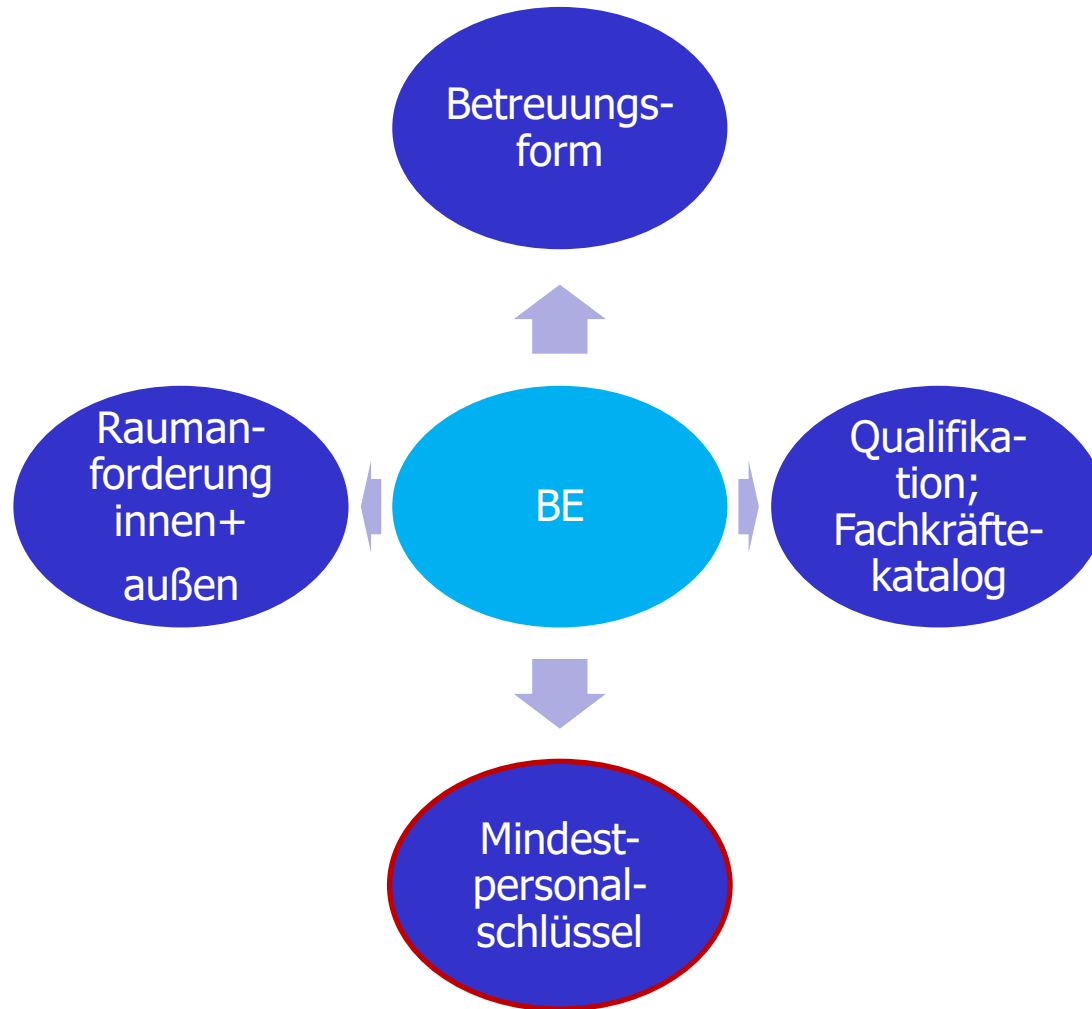 Betreuungs-
form
Rauman-
forderung
innen+
außen
BE
Qualifika-
tion;
Fachkräfte-
katalog
Mindest-
personal-
schlüssel